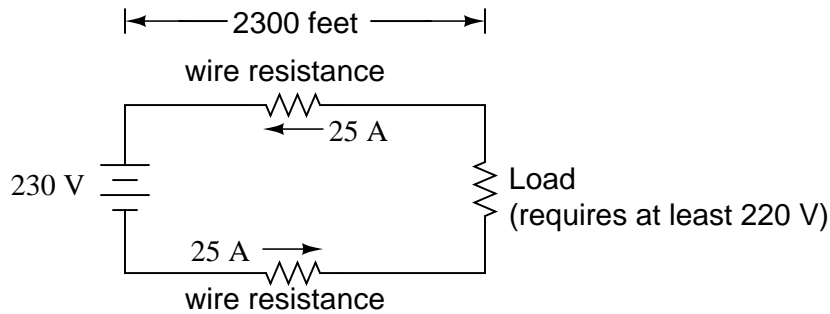 2300 feet
wire resistance
25 A
230 V
Load
(requires at least 220 V)
25 A
wire resistance